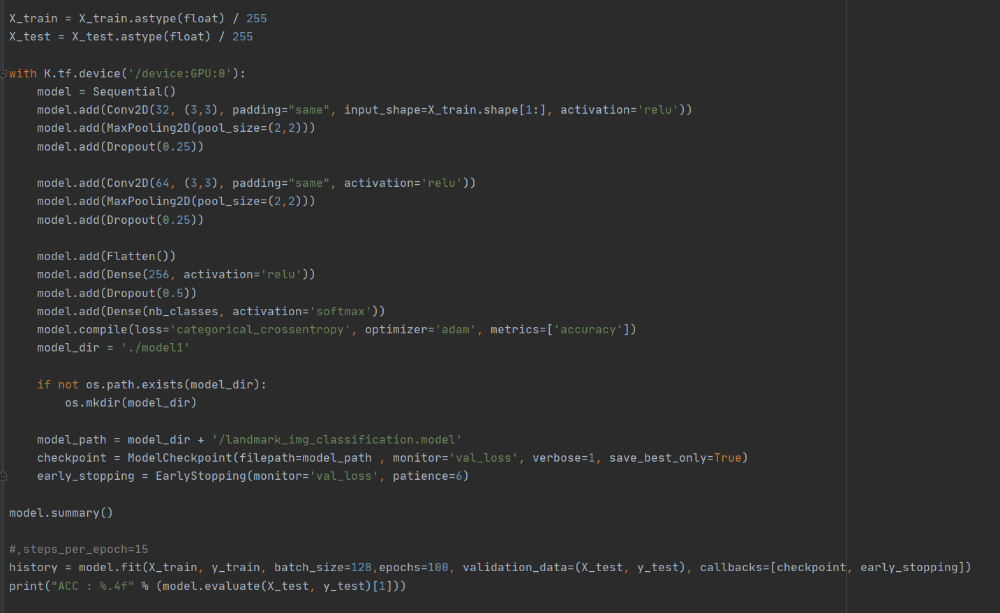 X_train = X_train.astype(float) / 255
X_test = X_test.astype(float) / 255
with K.tf.device('/device:GPU:0'):
    model = Sequential()
    model.add(Conv2D(32, (3,3), padding="same", input_shape=X_train.shape[1:], activation='relu'))
    model.add(MaxPooling2D(pool_size=(2,2)))
    model.add(Dropout(0.25))
    model.add(Conv2D(64, (3,3), padding="same", activation='relu'))
    model.add(MaxPooling2D(pool_size=(2,2)))
    model.add(Dropout(0.25))
    model.add(Flatten())
    model.add(Dense(256, activation='relu'))
    model.add(Dropout(0.5))
    model.add(Dense(nb_classes, activation='softmax'))
    model.compile(loss='categorical_crossentropy', optimizer='adam', metrics=['accuracy'])
    model_dir = './model1'
    if not os.path.exists(model_dir):
        os.mkdir(model_dir)
    model_path = model_dir + '/landmark_img_classification.model'
    checkpoint = ModelCheckpoint(filepath=model_path , monitor='val_loss', verbose=1, save_best_only=True)
    early_stopping = EarlyStopping(monitor='val_loss', patience=6)
model.summary()
#,steps_per_epoch=15
history = model.fit(X_train, y_train, batch_size=128,epochs=100, validation_data=(X_test, y_test), callbacks=[checkpoint, early_stopping])
print("ACC : %.4f" % (model.evaluate(X_test, y_test)[1]))